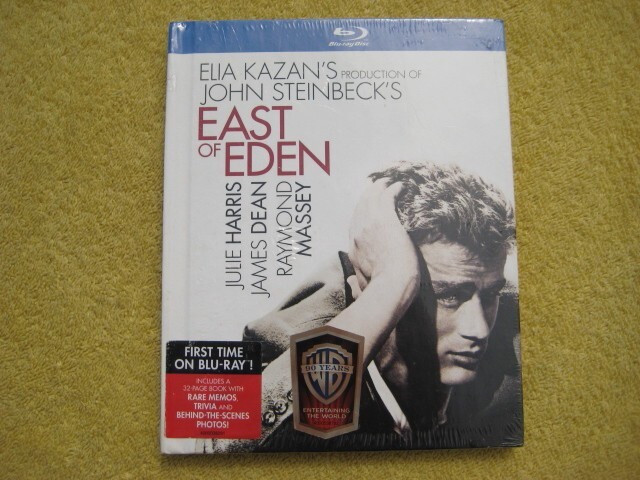 Blu-ray Disc
ELIA KAZAN'S PRODUCTION OF
JOHN STEINBECK'S
EAST
OF EDEN
JULIE HARRIS
JAMES DEAN
RAYMOND
MASSEY
FIRST TIME
ON BLU-RAY!
INCLUDES A
32-PAGE BOOK WITH
RARE MEMOS,
TRIVIA AND
BEHIND-THE-SCENES
PHOTOS!
WB
90 YEARS
ENTERTAINING
THE WORLD